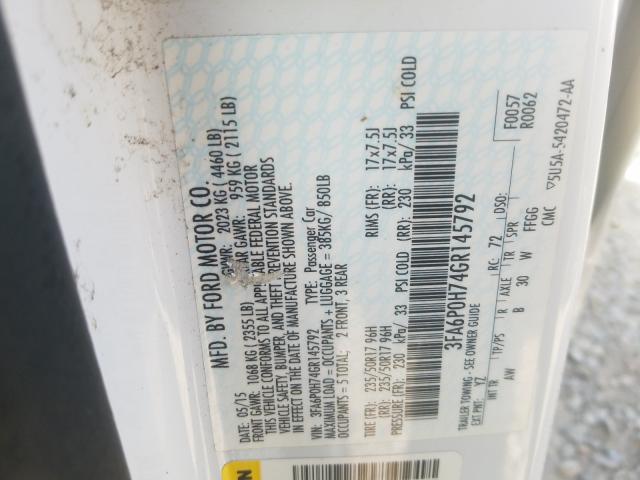 MFD. BY FORD MOTOR CO.
05/15 GVWR: 2023 KG ( 4460 LB)
FRONT GAWR: 1068 KG ( 2355 LB) REAR GAWR: 959 KG ( 2115 LB)
VEHICLE CONFORMS TO ALL APPLICABLE FEDERAL MOTOR
VEHICLE SAFETY, BUMPER, AND THEFT PREVENTION STANDARDS
IN EFFECT ON THE DATE OF MANUFACTURE SHOWN ABOVE.
VIN: 3FA6P0H74GR145792 TYPE: Passenger Car
MAXIMUM LOAD= OCCUPANTS + LUGGAGE = 385KG/ 850LB
OCCUPANTS = 5 TOTAL; 2 FRONT, 3 REAR
TIRE (FR): 235/50R17 96H RIMS (FR): 17x7.5J
(RR): 235/50R17 96H (RR): 17x7.5J
PRESSURE (FR): 230 kPa/ 33 PSI COLD (RR): 230 kPa/ 33 PSI COLD
3FA6P0H74GR145792
F0057
R0062
TRAILER TOWING - SEE OWNER GUIDE
EXT PNT: YZ RC: 72 DSO:
INT TP/PS R AXLE TR SPR
AW B 30 W FFGG
CMC ▽5U5A-5420472-AA
N